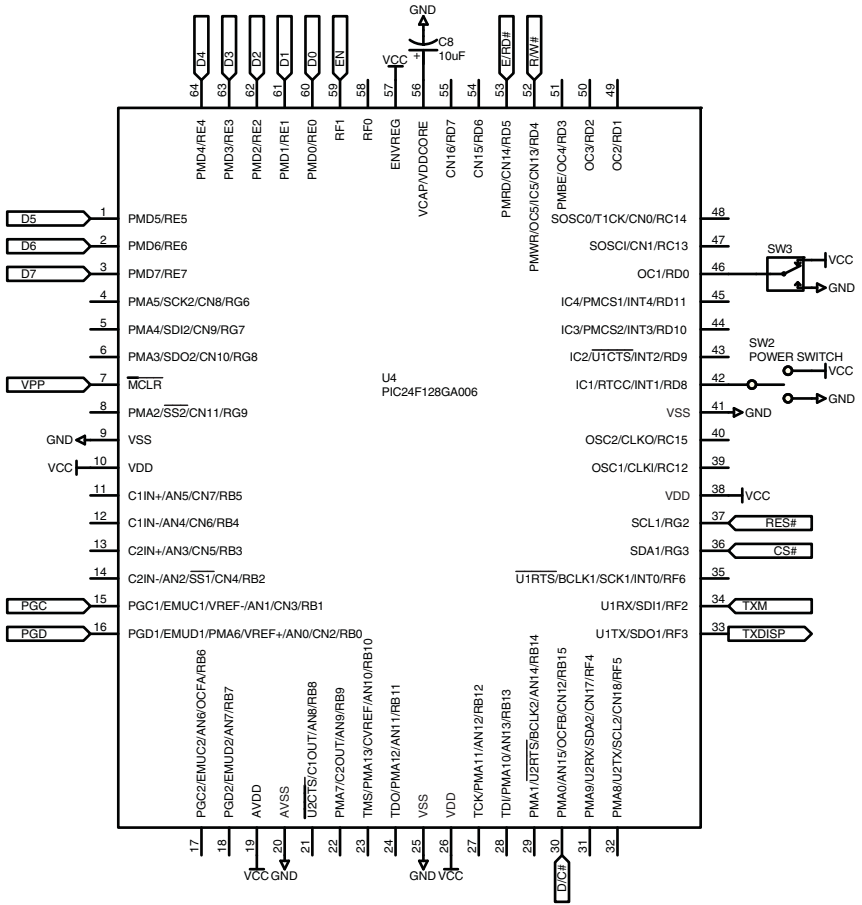 GND
C8
10uF
VCC
D4
D3
D2
D1
D0
EN
E/RD#
R/W#
64
63
62
61
60
59
58
57
56
55
54
53
52
51
50
49
PMD4/RE4
PMD3/RE3
PMD2/RE2
PMD1/RE1
PMD0/RE0
RF1
RF0
ENVREG
VCAP/VDDCORE
CN16/RD7
CN15/RD6
PMRD/CN14/RD5
PMWR/OC5/IC5/CN13/RD4
PMBE/OC4/RD3
OC3/RD2
OC2/RD1
D5 1 PMD5/RE5
D6 2 PMD6/RE6
D7 3 PMD7/RE7
4 PMA5/SCK2/CN8/RG6
5 PMA4/SDI2/CN9/RG7
6 PMA3/SDO2/CN10/RG8
VPP 7 MCLR
8 PMA2/SS2/CN11/RG9
GND 9 VSS
VCC 10 VDD
11 C1IN+/AN5/CN7/RB5
12 C1IN-/AN4/CN6/RB4
13 C2IN+/AN3/CN5/RB3
14 C2IN-/AN2/SS1/CN4/RB2
PGC 15 PGC1/EMUC1/VREF-/AN1/CN3/RB1
PGD 16 PGD1/EMUD1/PMA6/VREF+/AN0/CN2/RB0
U4
PIC24F128GA006
SOSC0/T1CK/CN0/RC14 48
SOSCI/CN1/RC13 47
OC1/RD0 46
SW3
VCC
GND
IC4/PMCS1/INT4/RD11 45
IC3/PMCS2/INT3/RD10 44
IC2/U1CTS/INT2/RD9 43
SW2
POWER SWITCH
VCC
IC1/RTCC/INT1/RD8 42
GND
VSS 41 GND
OSC2/CLKO/RC15 40
OSC1/CLKI/RC12 39
VDD 38 VCC
SCL1/RG2 37 RES#
SDA1/RG3 36 CS#
U1RTS/BCLK1/SCK1/INT0/RF6 35
U1RX/SDI1/RF2 34 TXM
U1TX/SDO1/RF3 33 TXDISP
PGC2/EMUC2/AN6/OCFA/RB6
PGD2/EMUD2/AN7/RB7
AVDD
AVSS
U2CTS/C1OUT/AN8/RB8
PMA7/C2OUT/AN9/RB9
TMS/PMA13/CVREF/AN10/RB10
TDO/PMA12/AN11/RB11
VSS
VDD
TCK/PMA11/AN12/RB12
TDI/PMA10/AN13/RB13
PMA1/U2RTS/BCLK2/AN14/RB14
PMA0/AN15/OCFB/CN12/RB15
PMA9/U2RX/SDA2/CN17/RF4
PMA8/U2TX/SCL2/CN18/RF5
17
18
19
20
21
22
23
24
25
26
27
28
29
30
31
32
VCC
GND
GND
VCC
D/C#